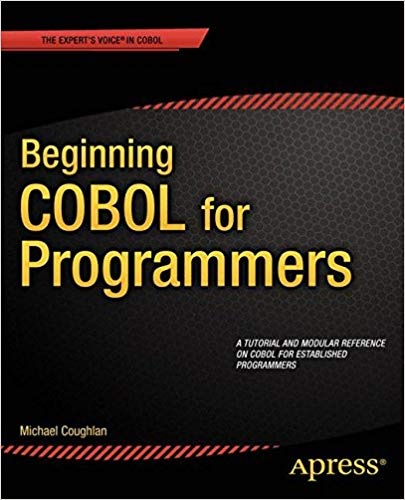 THE EXPERT'S VOICE® IN COBOL
Beginning
COBOL for
Programmers
A TUTORIAL AND MODULAR REFERENCE
ON COBOL FOR ESTABLISHED
PROGRAMMERS
Michael Coughlan
Apress®